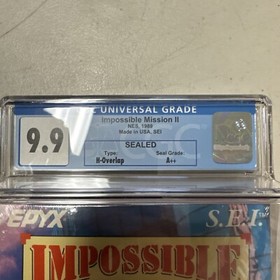 C UNIVERSAL GRADE
Impossible Mission II
NES, 1989
Made in USA, SEI
9.9
SEALED
Type: Seal Grade:
H-Overlap A++
EPYX S.E.I.™
IMPOSSIBLE